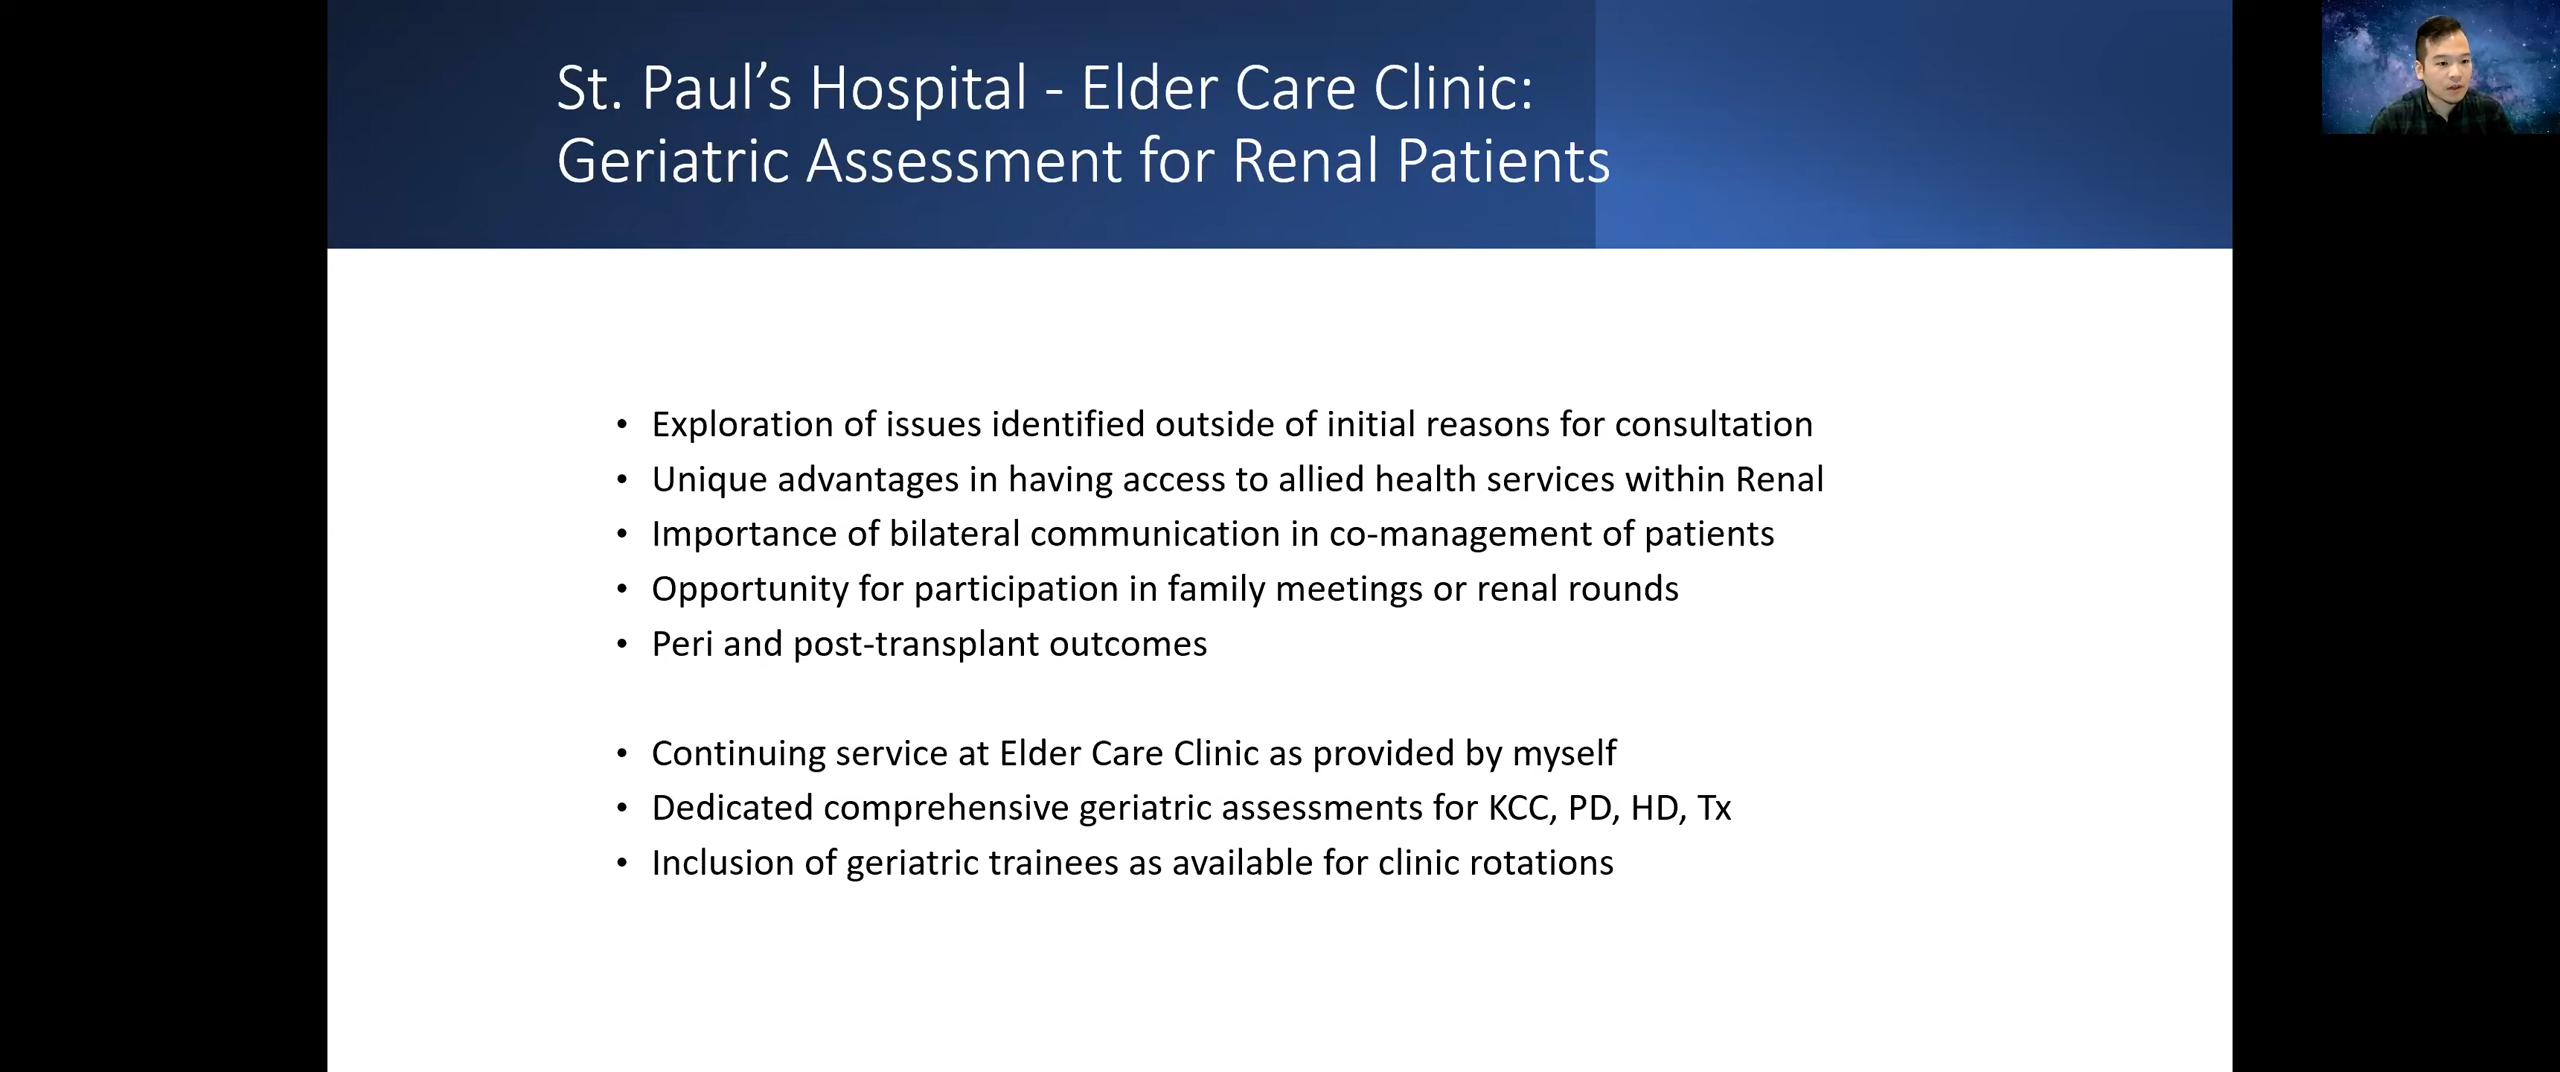 St. Paul’s Hospital - Elder Care Clinic:
Geriatric Assessment for Renal Patients
• Exploration of issues identified outside of initial reasons for consultation
• Unique advantages in having access to allied health services within Renal
• Importance of bilateral communication in co-management of patients
• Opportunity for participation in family meetings or renal rounds
• Peri and post-transplant outcomes
• Continuing service at Elder Care Clinic as provided by myself
• Dedicated comprehensive geriatric assessments for KCC, PD, HD, Tx
• Inclusion of geriatric trainees as available for clinic rotations